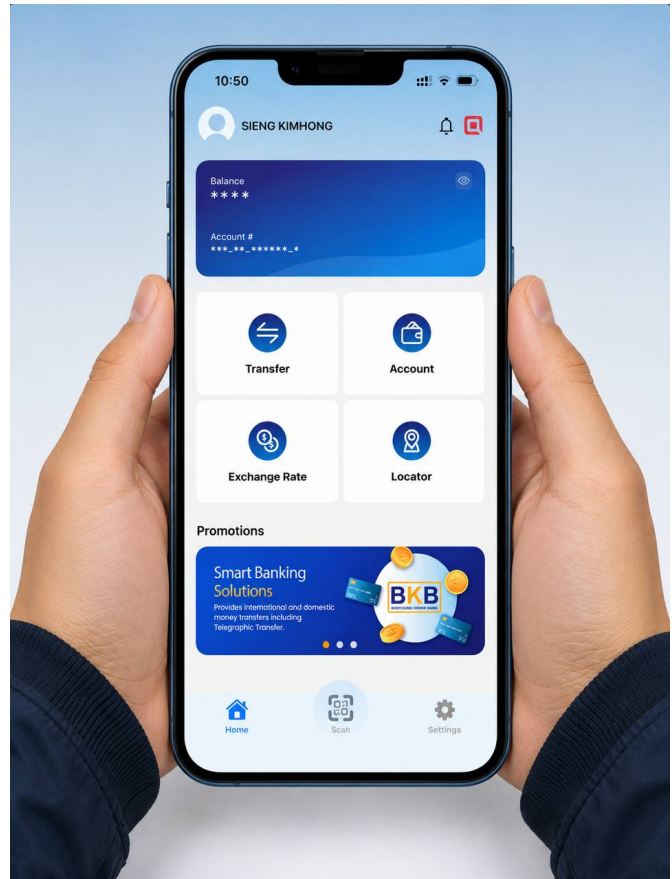 10:50
SIENG KIMHONG
Balance
****
Account #
***_**_******_*
Transfer
Account
Exchange Rate
Locator
Promotions
Smart Banking
Solutions
Provides international and domestic
money transfers including
Telegraphic Transfer.
BKB
Home
Scan
Settings